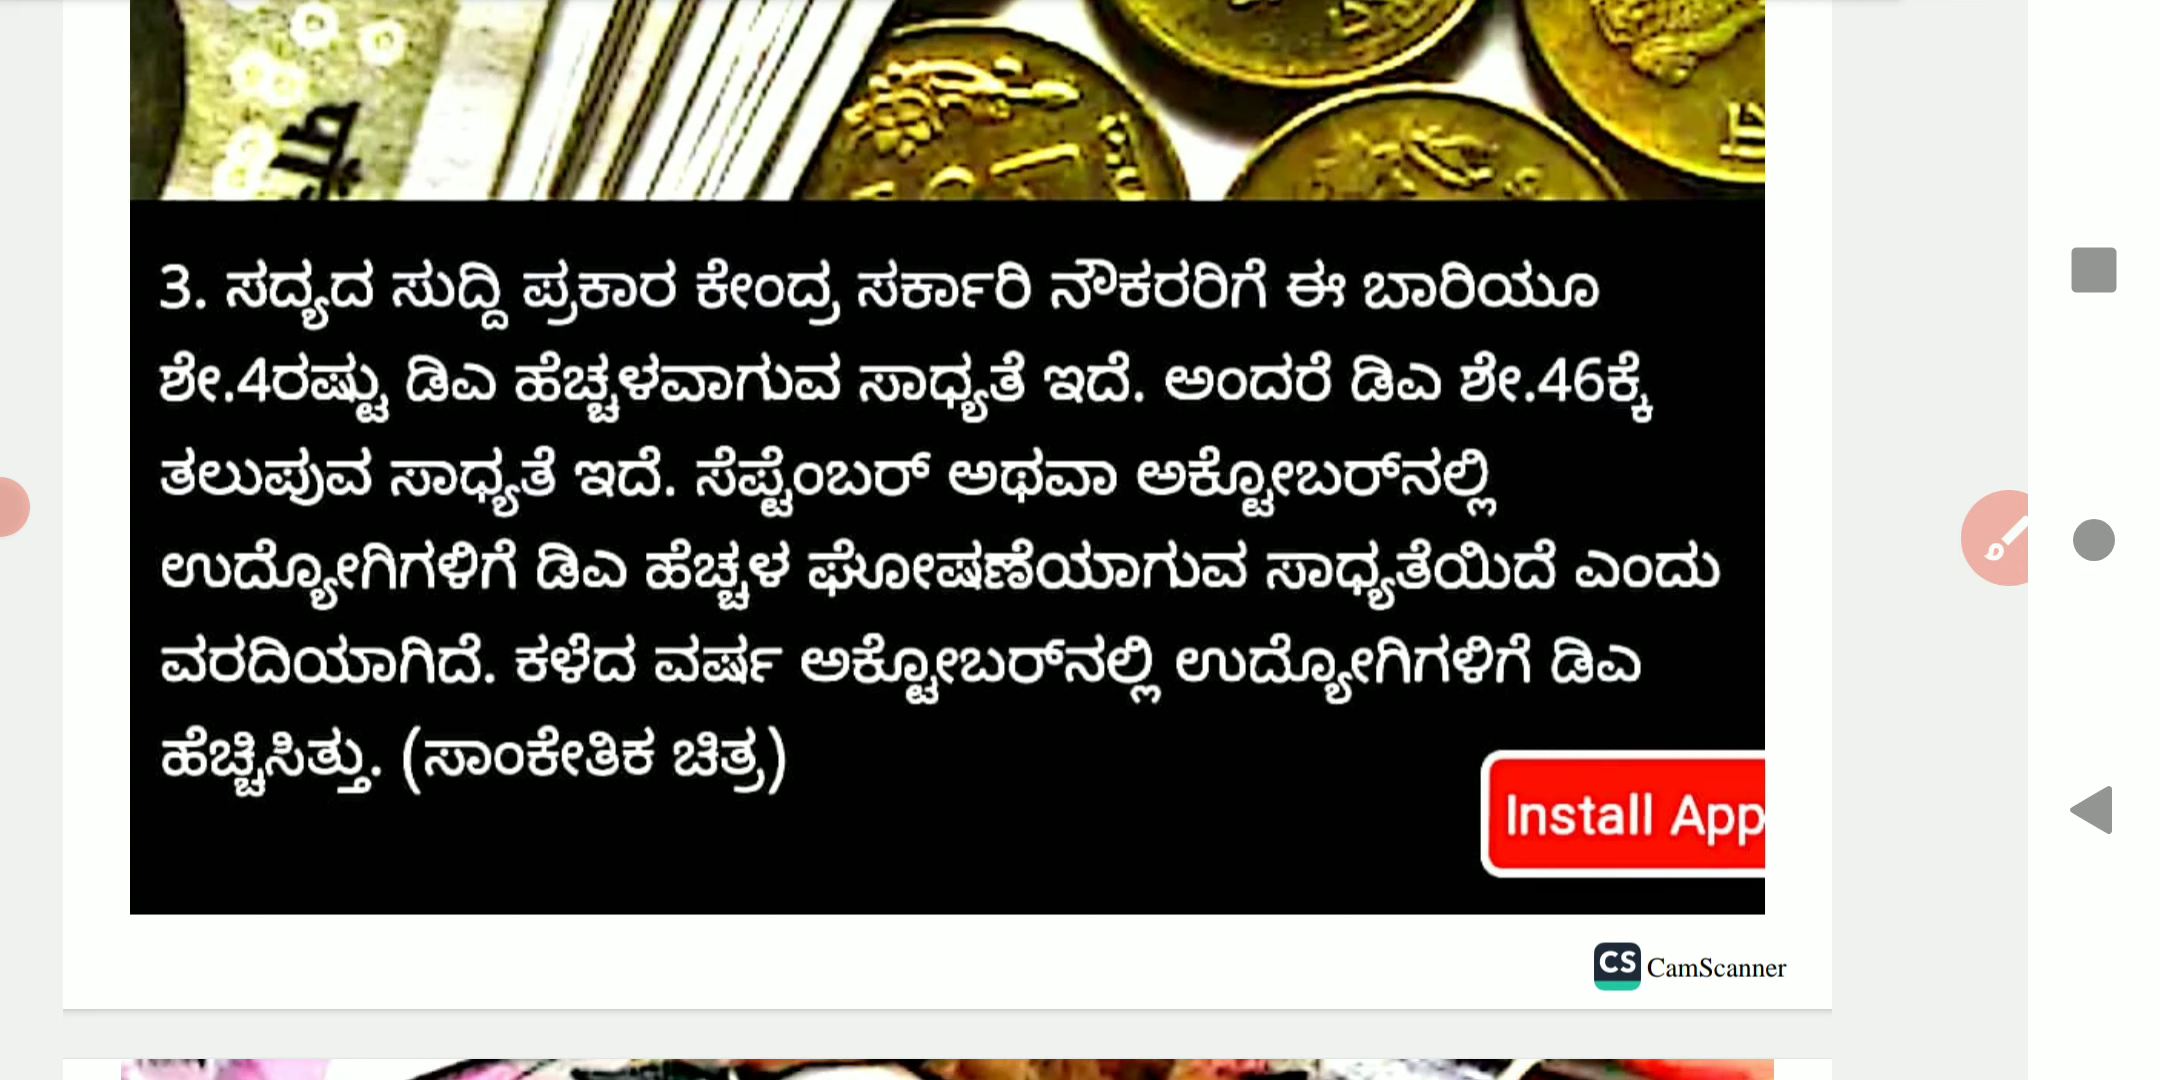 3. ಸದ್ಯದ ಸುದ್ದಿ ಪ್ರಕಾರ ಕೇಂದ್ರ ಸರ್ಕಾರಿ ನೌಕರರಿಗೆ ಈ ಬಾರಿಯೂ
ಶೇ.4ರಷ್ಟು ಡಿಎ ಹೆಚ್ಚಳವಾಗುವ ಸಾಧ್ಯತೆ ಇದೆ. ಅಂದರೆ ಡಿಎ ಶೇ.46ಕ್ಕೆ
ತಲುಪುವ ಸಾಧ್ಯತೆ ಇದೆ. ಸೆಪ್ಟೆಂಬರ್ ಅಥವಾ ಅಕ್ಟೋಬರ್‌ನಲ್ಲಿ
ಉದ್ಯೋಗಿಗಳಿಗೆ ಡಿಎ ಹೆಚ್ಚಳ ಘೋಷಣೆಯಾಗುವ ಸಾಧ್ಯತೆಯಿದೆ ಎಂದು
ವರದಿಯಾಗಿದೆ. ಕಳೆದ ವರ್ಷ ಅಕ್ಟೋಬರ್‌ನಲ್ಲಿ ಉದ್ಯೋಗಿಗಳಿಗೆ ಡಿಎ
ಹೆಚ್ಚಿಸಿತ್ತು. (ಸಾಂಕೇತಿಕ ಚಿತ್ರ)
Install App
CS CamScanner